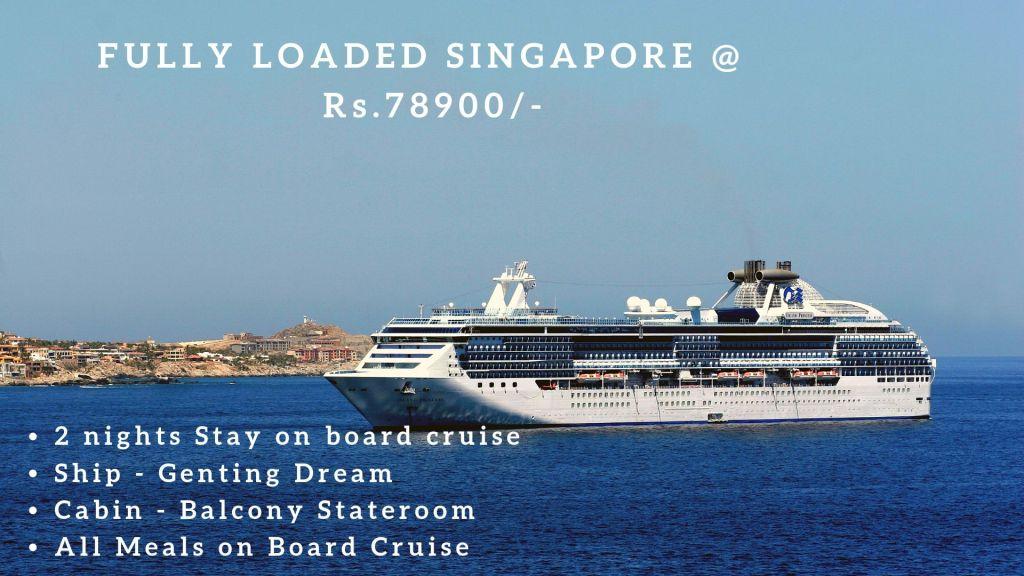 FULLY LOADED SINGAPORE @
Rs.78900/-
• 2 nights Stay on board cruise
• Ship - Genting Dream
• Cabin - Balcony Stateroom
• All Meals on Board Cruise